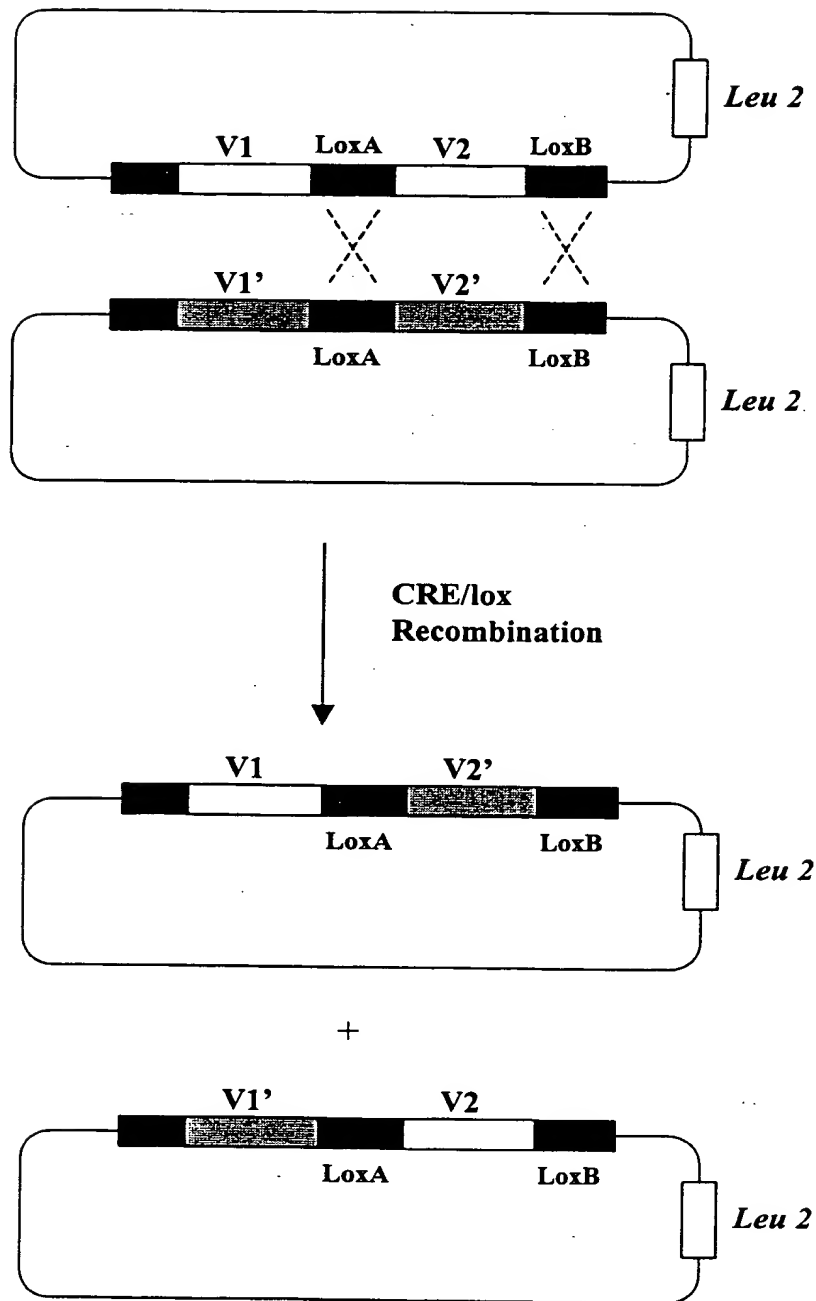 Leu 2
V1 LoxA V2 LoxB
V1’ V2’
LoxA LoxB
Leu 2
CRE/lox
Recombination
V1 V2’
LoxA LoxB
Leu 2
+
V1’ V2
LoxA LoxB
Leu 2